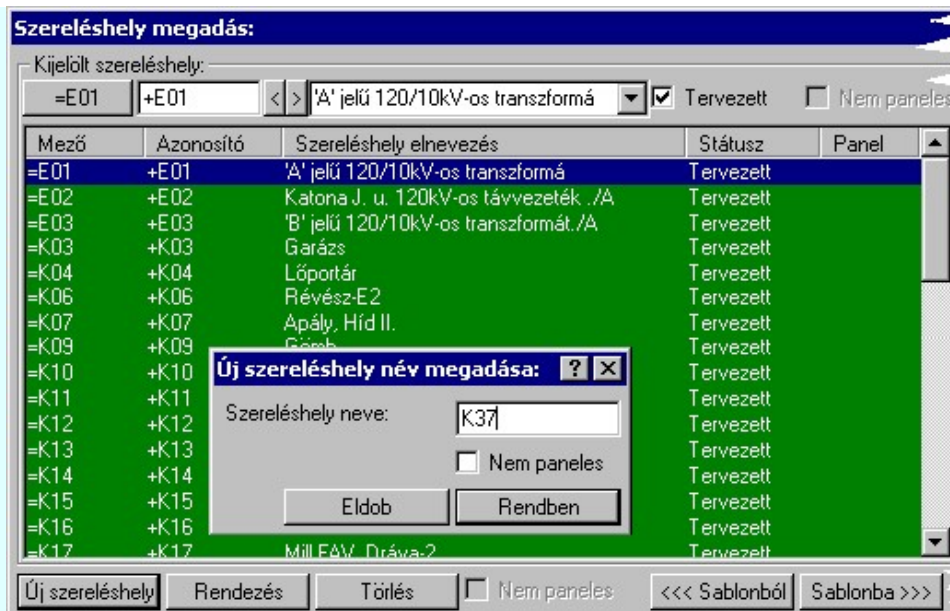 Szereléshely megadás:
Kijelölt szereléshely:
=E01 +E01 < > 'A' jelű 120/10kV-os transzformá Tervezett Nem paneles
Mező Azonosító Szereléshely elnevezés Státusz Panel
=E01 +E01 'A' jelű 120/10kV-os transzformá Tervezett
=E02 +E02 Katona J. u. 120kV-os távvezeték ./A Tervezett
=E03 +E03 'B' jelű 120/10kV-os transzformát./A Tervezett
=K03 +K03 Garázs Tervezett
=K04 +K04 Lőportár Tervezett
=K06 +K06 Révész-E2 Tervezett
=K07 +K07 Apály, Híd II. Tervezett
=K09 +K09 Gömb Tervezett
=K10 +K10 Tervezett
=K11 +K11 Tervezett
=K12 +K12 Tervezett
=K13 +K13 Tervezett
=K14 +K14 Tervezett
=K15 +K15 Tervezett
=K16 +K16 Tervezett
=K17 +K17 Mill.FAV, Dráva-2 Tervezett
Új szereléshely név megadása: ? X
Szereléshely neve: K37
Nem paneles
Eldob Rendben
Új szereléshely Rendezés Törlés Nem paneles <<< Sablonból Sablonba >>>